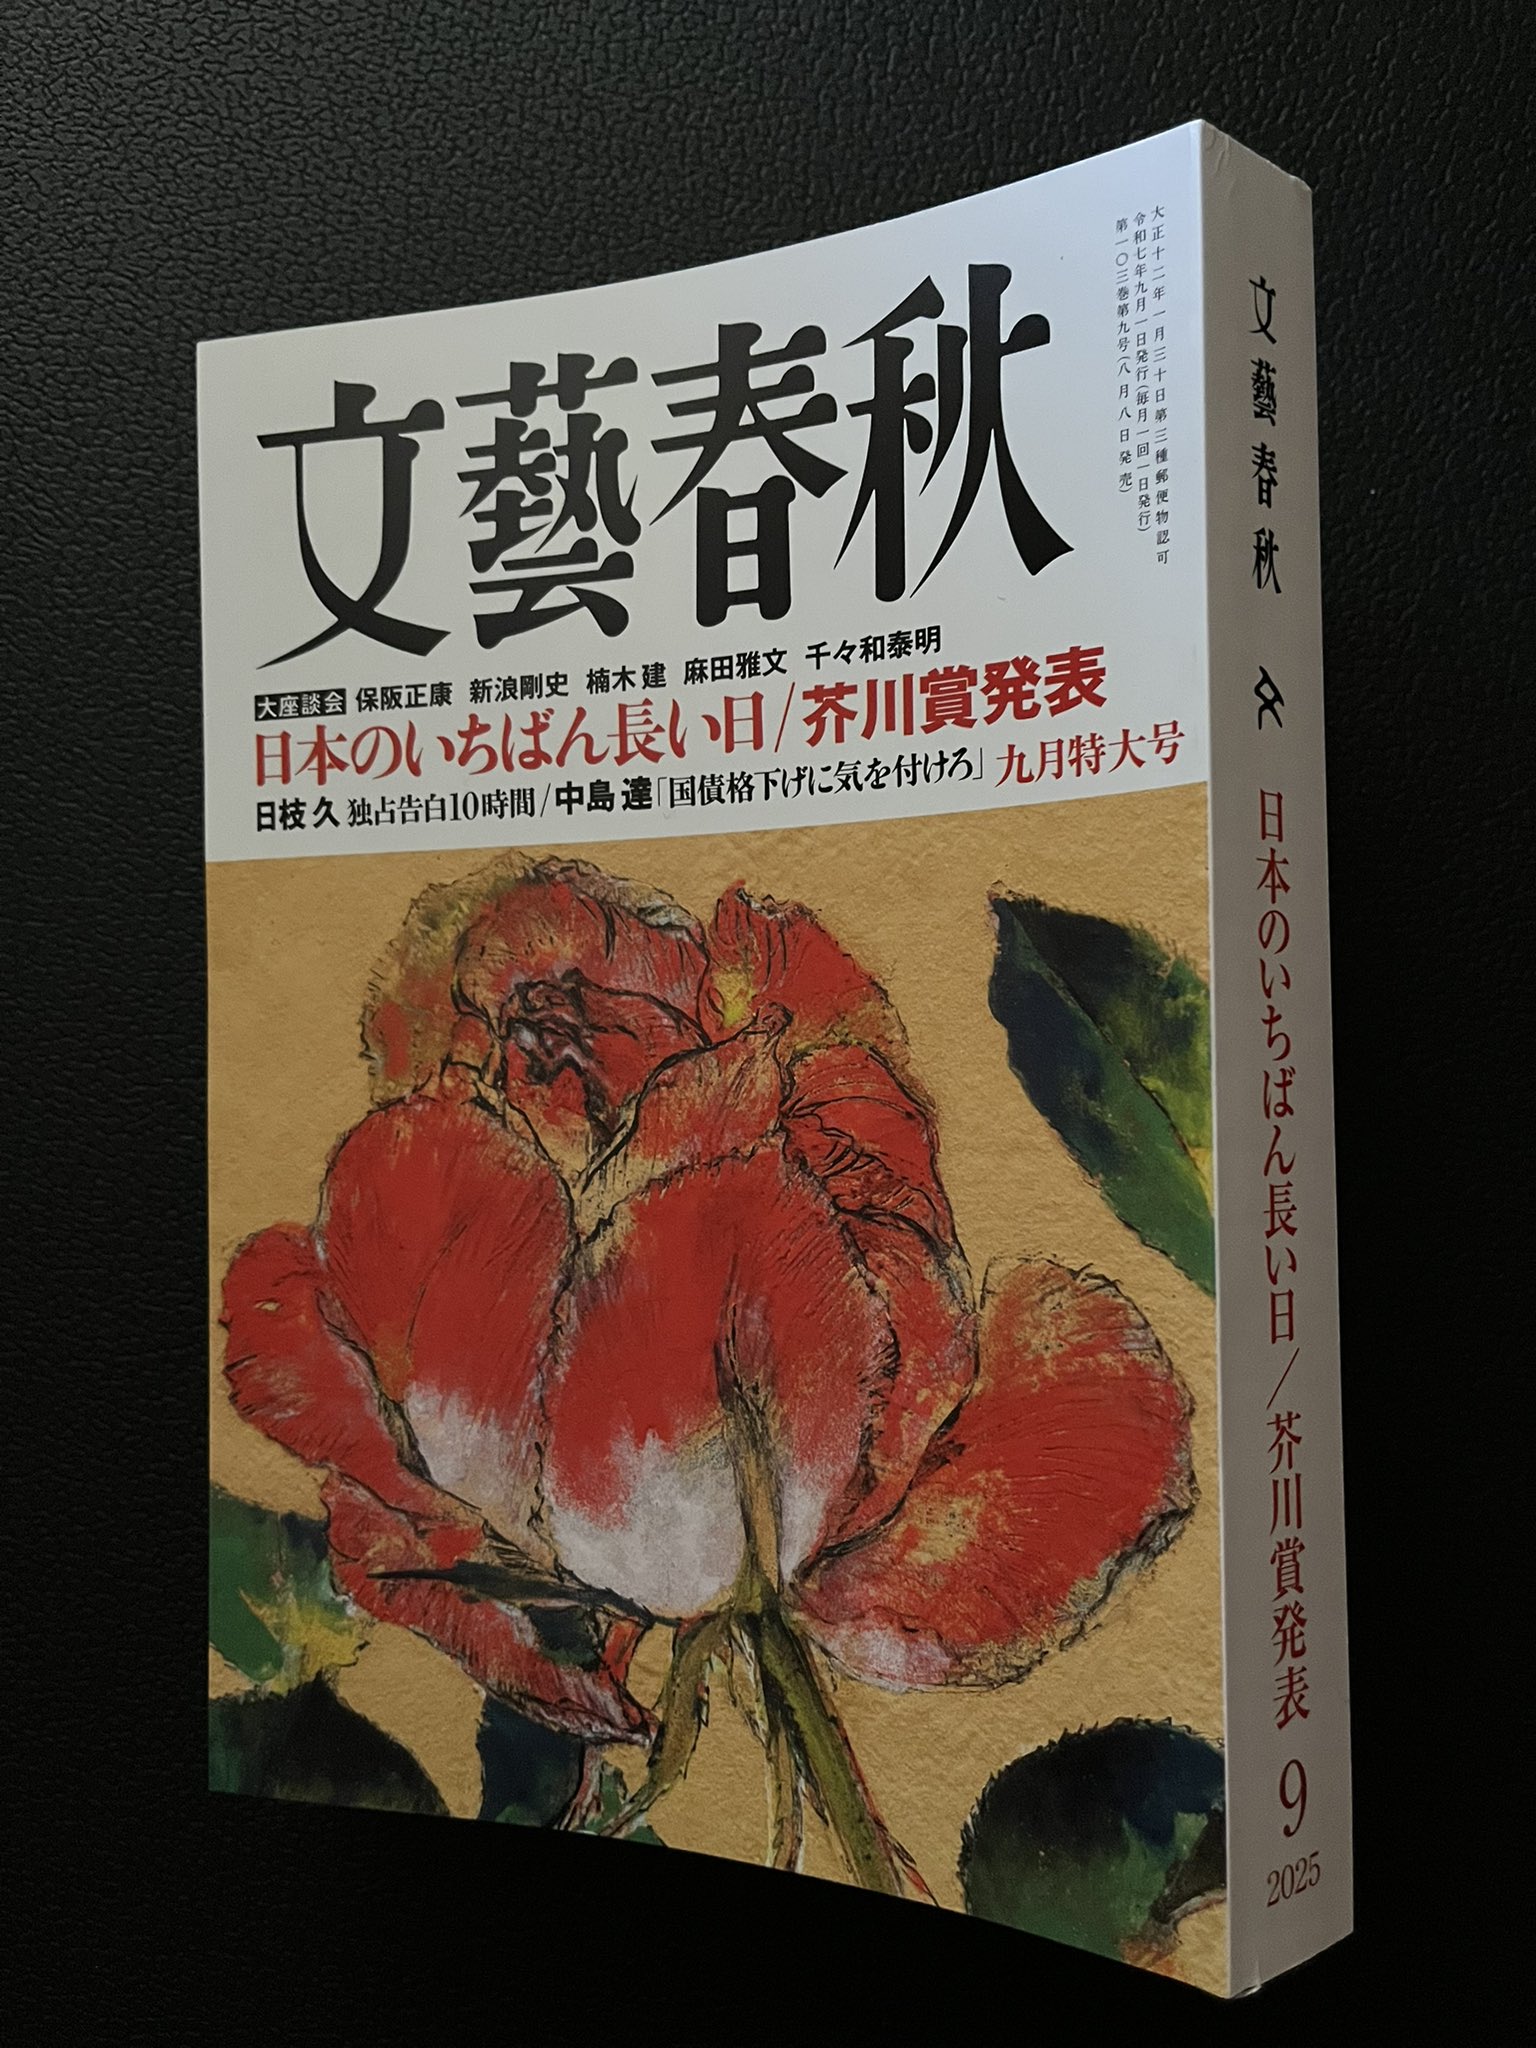 大正十二年一月三十日第三種郵便物認可
令和七年九月一日発行(毎月一回一日発行)
第一〇三巻第九号(八月八日発売)
文藝春秋
大座談会 保阪正康 新浪剛史 楠木建 麻田雅文 千々和泰明
日本のいちばん長い日/芥川賞発表
日枝久 独占告白10時間/中島達「国債格下げに気を付けろ」 九月特大号
文藝春秋 日本のいちばん長い日/芥川賞発表 9
2025